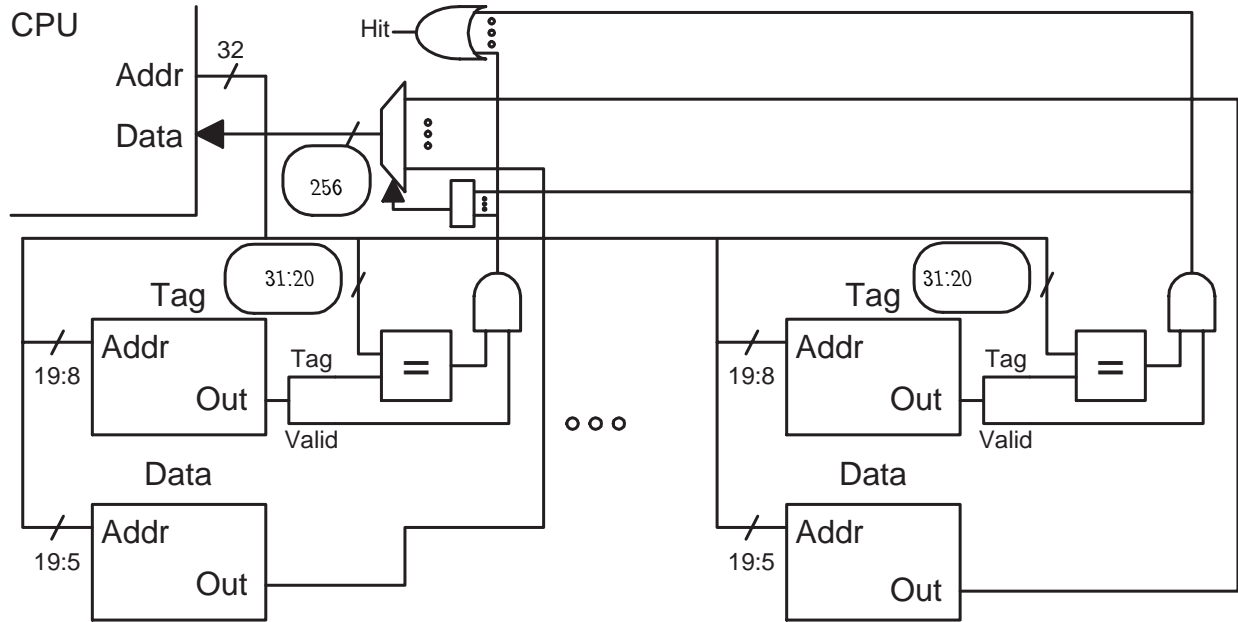 CPU
Hit
32
Addr
Data
256
31:20
31:20
Tag
Tag
Addr
Addr
19:8
Tag
19:8
Tag
=
=
Out
Out
Valid
Valid
Data
Data
Addr
Addr
19:5
19:5
Out
Out